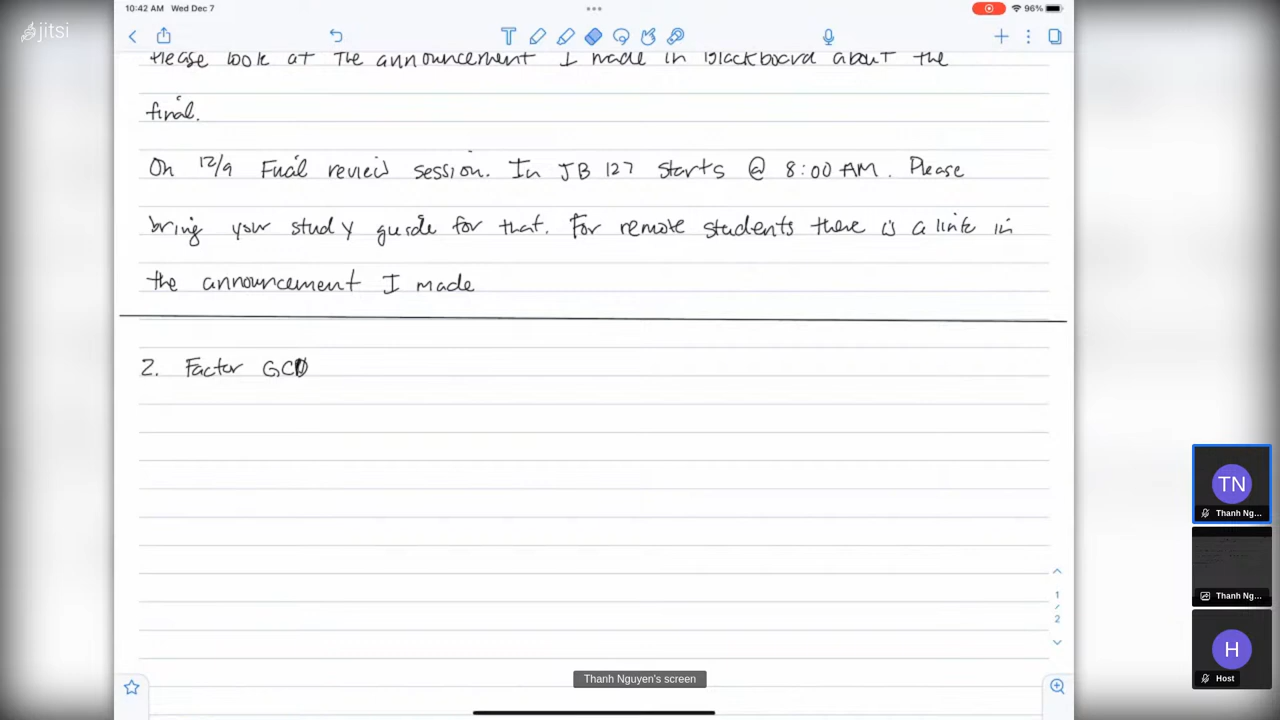 10:42 AM Wed Dec 7
96%
jitsi
Please look at the announcement I made in Blackboard about the
final.
On 12/9 Final review session. In JB 127 starts @ 8:00 AM. Please
bring your study guide for that. For remote students there is a link in
the announcement I made
2. Factor GCD
1
/
2
TN
Thanh Ng...
Thanh Ng...
H
Host
Thanh Nguyen's screen